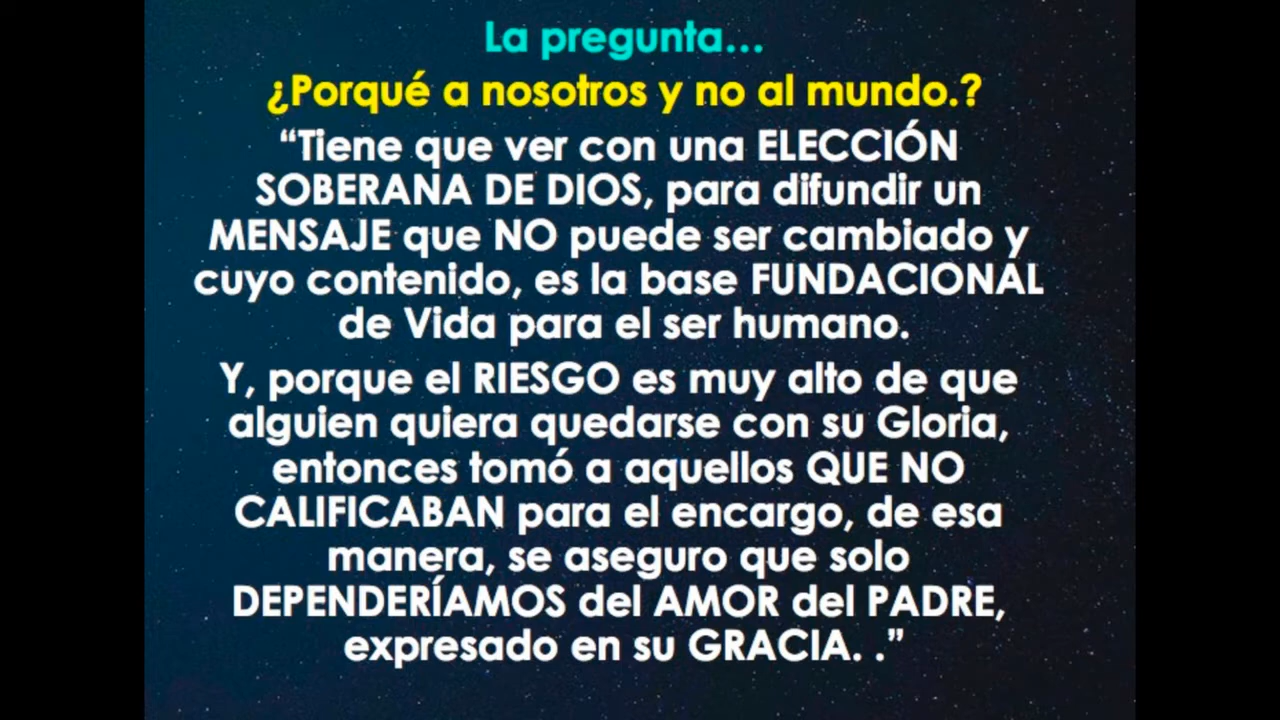 La pregunta...
¿Porqué a nosotros y no al mundo.?
“Tiene que ver con una ELECCIÓN
SOBERANA DE DIOS, para difundir un
MENSAJE que NO puede ser cambiado y
cuyo contenido, es la base FUNDACIONAL
de Vida para el ser humano.
Y, porque el RIESGO es muy alto de que
alguien quiera quedarse con su Gloria,
entonces tomó a aquellos QUE NO
CALIFICABAN para el encargo, de esa
manera, se aseguro que solo
DEPENDERÍAMOS del AMOR del PADRE,
expresado en su GRACIA. .”